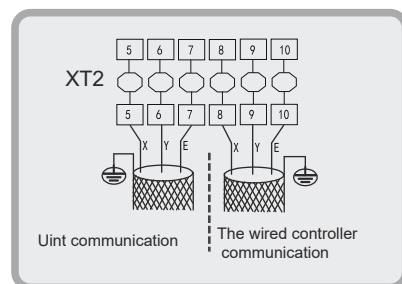 5 6 7 8 9 10
XT2
5 6 7 8 9 10
X Y E X Y E
Uint communication
The wired controller
communication